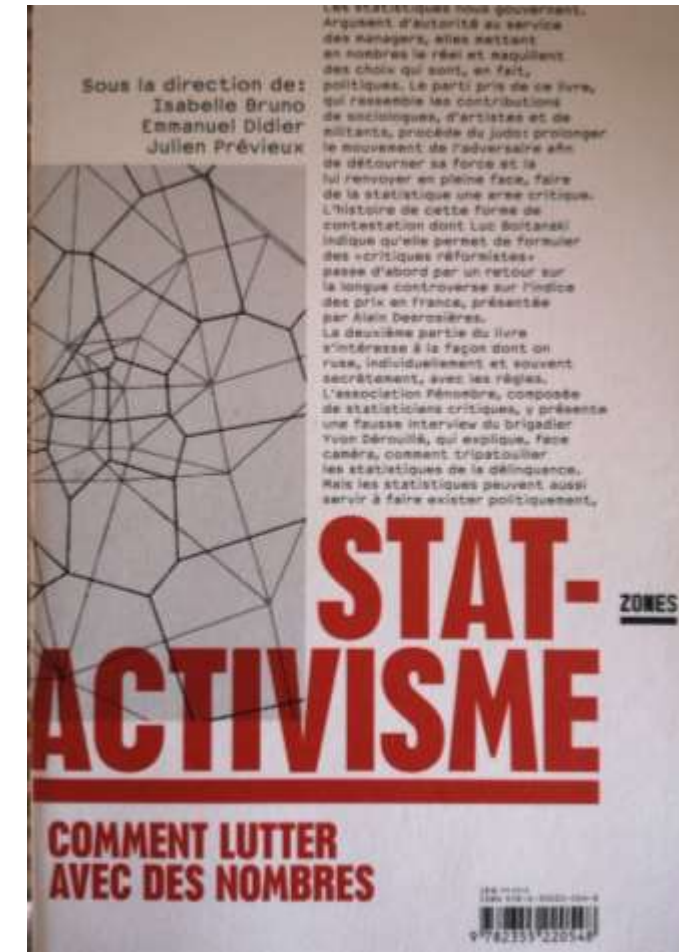 Les statistiques nous gouvernent.
Argument d'autorité au service
des managers, elles mettent
en nombres le réel et maquillent
des choix qui sont, en fait,
politiques. Le parti pris de ce livre,
qui rassemble les contributions
de sociologues, d'artistes et de
militants, procède du judo: prolonger
le mouvement de l'adversaire afin
de détourner sa force et la
lui renvoyer en pleine face, faire
de la statistique une arme critique.
L'histoire de cette forme de
contestation dont Luc Boltanski
indique qu'elle permet de formuler
des «critiques réformistes»
passe d'abord par un retour sur
la longue controverse sur l'indice
des prix en France, présentée
par Alain Desrosières.
La deuxième partie du livre
s'intéresse à la façon dont on
ruse, individuellement et souvent
secrètement, avec les règles.
L'association Pénombre, composée
de statisticiens critiques, y présente
une fausse interview du brigadier
Yvon Dérouillé, qui explique, face
caméra, comment tripatouiller
les statistiques de la délinquance.
Mais les statistiques peuvent aussi
servir à faire exister politiquement,
Sous la direction de:
Isabelle Bruno
Emmanuel Didier
Julien Prévieux
STAT-
ACTIVISME
ZONES
COMMENT LUTTER
AVEC DES NOMBRES
9 782355 220548